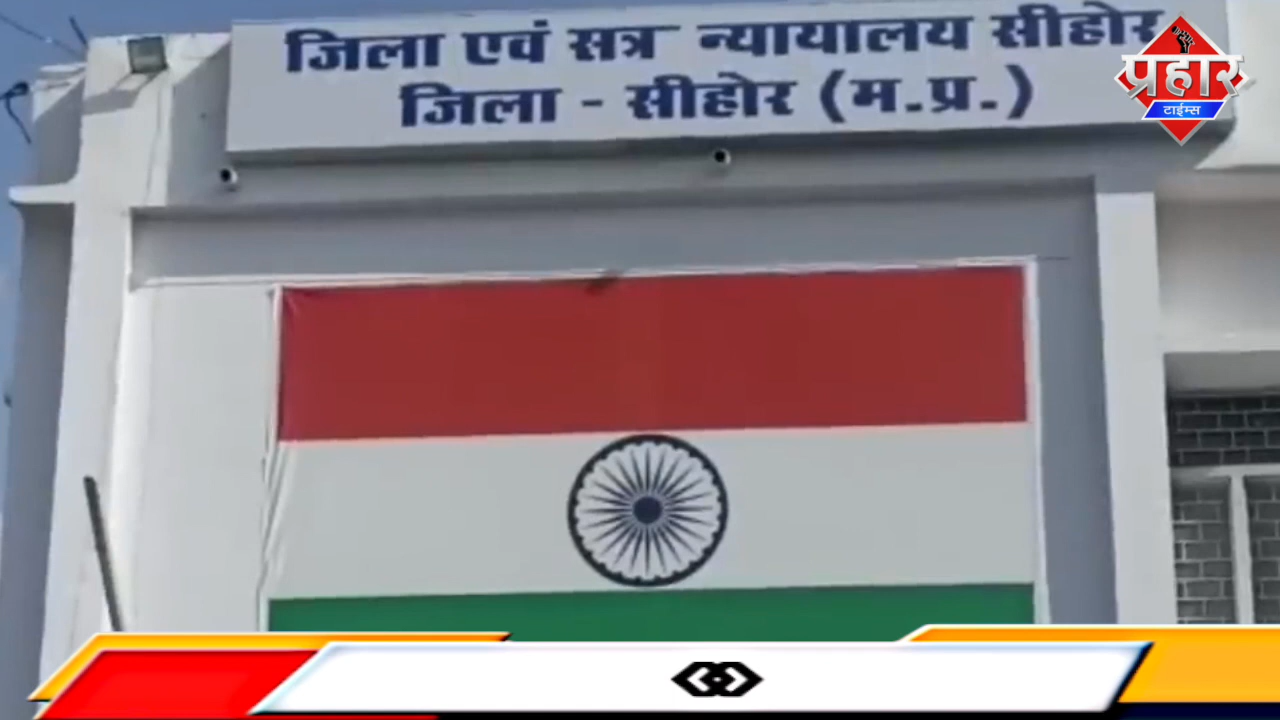 जिला एवं सत्र न्यायालय सीहोर
जिला - सीहोर (म.प्र.)
प्रहार
टाईम्स